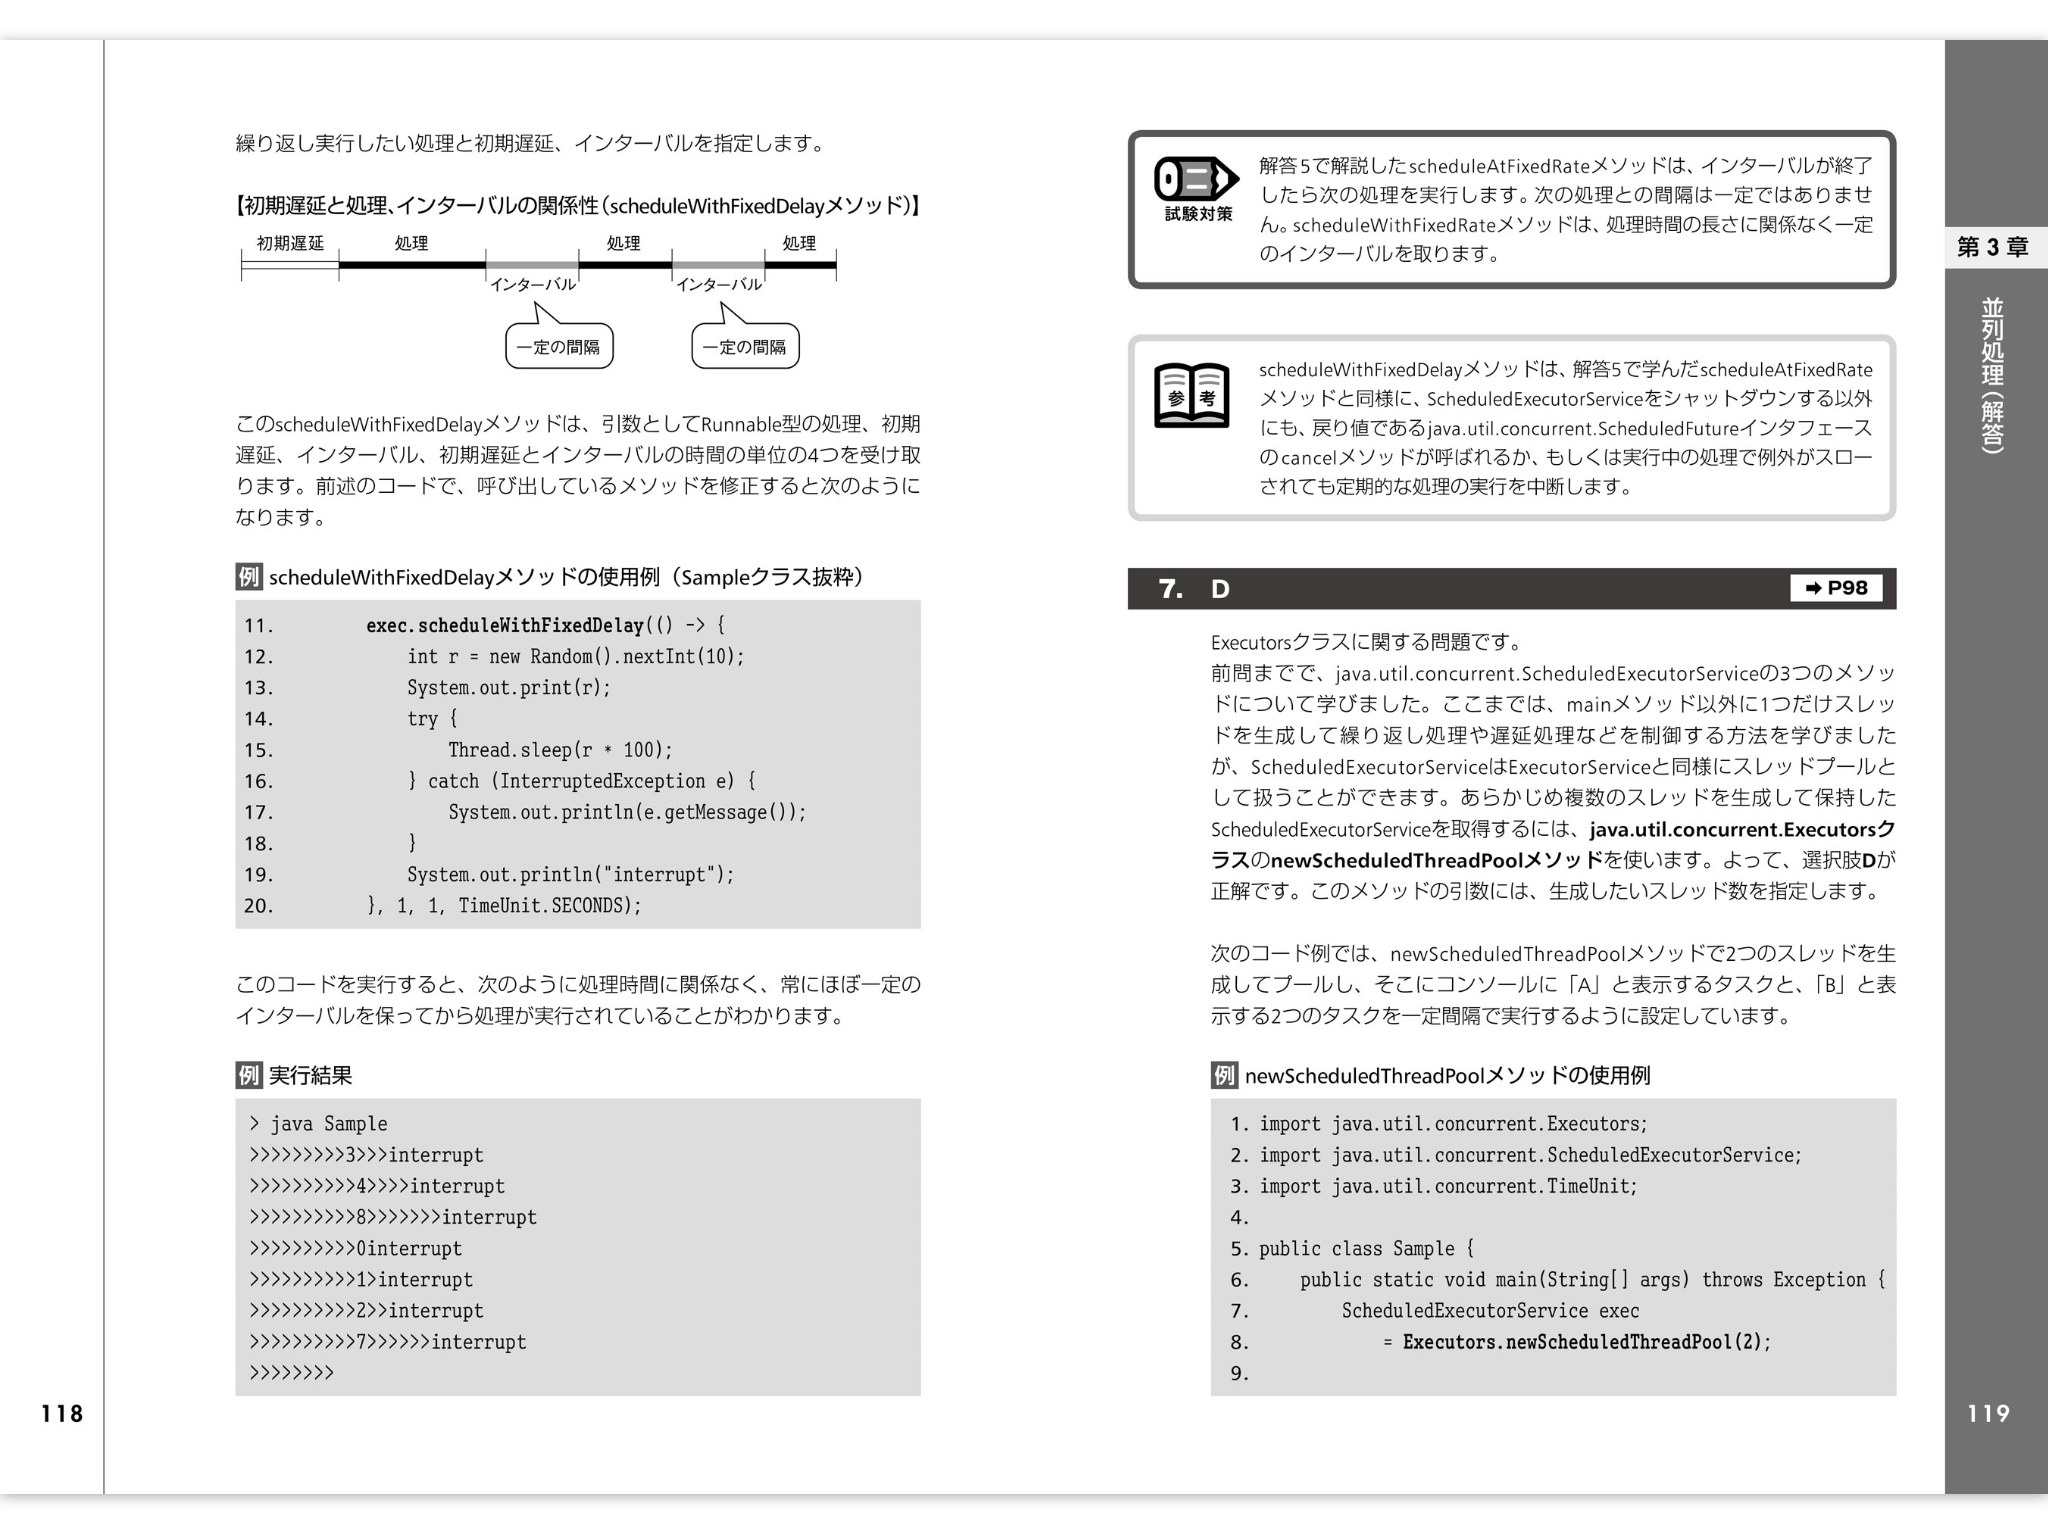 繰り返し実行したい処理と初期遅延、インターバルを指定します。
【初期遅延と処理、インターバルの関係性(scheduleWithFixedDelayメソッド)】
初期遅延 処理 処理 処理
インターバル インターバル
一定の間隔 一定の間隔
このscheduleWithFixedDelayメソッドは、引数としてRunnable型の処理、初期
遅延、インターバル、初期遅延とインターバルの時間の単位の4つを受け取
ります。前述のコードで、呼び出しているメソッドを修正すると次のように
なります。
例 scheduleWithFixedDelayメソッドの使用例（Sampleクラス抜粋）
11.         exec.scheduleWithFixedDelay(() -> {
12.             int r = new Random().nextInt(10);
13.             System.out.print(r);
14.             try {
15.                 Thread.sleep(r * 100);
16.             } catch (InterruptedException e) {
17.                 System.out.println(e.getMessage());
18.             }
19.             System.out.println("interrupt");
20.         }, 1, 1, TimeUnit.SECONDS);
このコードを実行すると、次のように処理時間に関係なく、常にほぼ一定の
インターバルを保ってから処理が実行されていることがわかります。
例 実行結果
> java Sample
>>>>>>>>>3>>>interrupt
>>>>>>>>>>4>>>>interrupt
>>>>>>>>>>8>>>>>>>interrupt
>>>>>>>>>>0interrupt
>>>>>>>>>>1>interrupt
>>>>>>>>>>2>>interrupt
>>>>>>>>>>7>>>>>>interrupt
>>>>>>>>
118
試験対策
解答5で解説したscheduleAtFixedRateメソッドは、インターバルが終了
したら次の処理を実行します。次の処理との間隔は一定ではありませ
ん。scheduleWithFixedRateメソッドは、処理時間の長さに関係なく一定
のインターバルを取ります。
参考
scheduleWithFixedDelayメソッドは、解答5で学んだscheduleAtFixedRate
メソッドと同様に、ScheduledExecutorServiceをシャットダウンする以外
にも、戻り値であるjava.util.concurrent.ScheduledFutureインタフェース
のcancelメソッドが呼ばれるか、もしくは実行中の処理で例外がスロー
されても定期的な処理の実行を中断します。
7. D ➡ P98
Executorsクラスに関する問題です。
前問までで、java.util.concurrent.ScheduledExecutorServiceの3つのメソッ
ドについて学びました。ここまでは、mainメソッド以外に1つだけスレッ
ドを生成して繰り返し処理や遅延処理などを制御する方法を学びました
が、ScheduledExecutorServiceはExecutorServiceと同様にスレッドプールと
して扱うことができます。あらかじめ複数のスレッドを生成して保持した
ScheduledExecutorServiceを取得するには、java.util.concurrent.Executorsク
ラスのnewScheduledThreadPoolメソッドを使います。よって、選択肢Dが
正解です。このメソッドの引数には、生成したいスレッド数を指定します。
次のコード例では、newScheduledThreadPoolメソッドで2つのスレッドを生
成してプールし、そこにコンソールに「A」と表示するタスクと、「B」と表
示する2つのタスクを一定間隔で実行するように設定しています。
例 newScheduledThreadPoolメソッドの使用例
1. import java.util.concurrent.Executors;
2. import java.util.concurrent.ScheduledExecutorService;
3. import java.util.concurrent.TimeUnit;
4.
5. public class Sample {
6.     public static void main(String[] args) throws Exception {
7.         ScheduledExecutorService exec
8.             = Executors.newScheduledThreadPool(2);
9.
第3章
並列処理（解答）
119